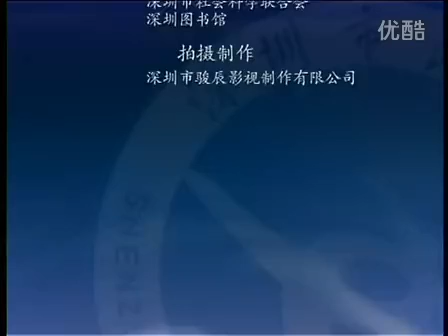 深圳市社会科学联合会
优酷
深圳图书馆
拍摄制作
深圳市骏辰影视制作有限公司